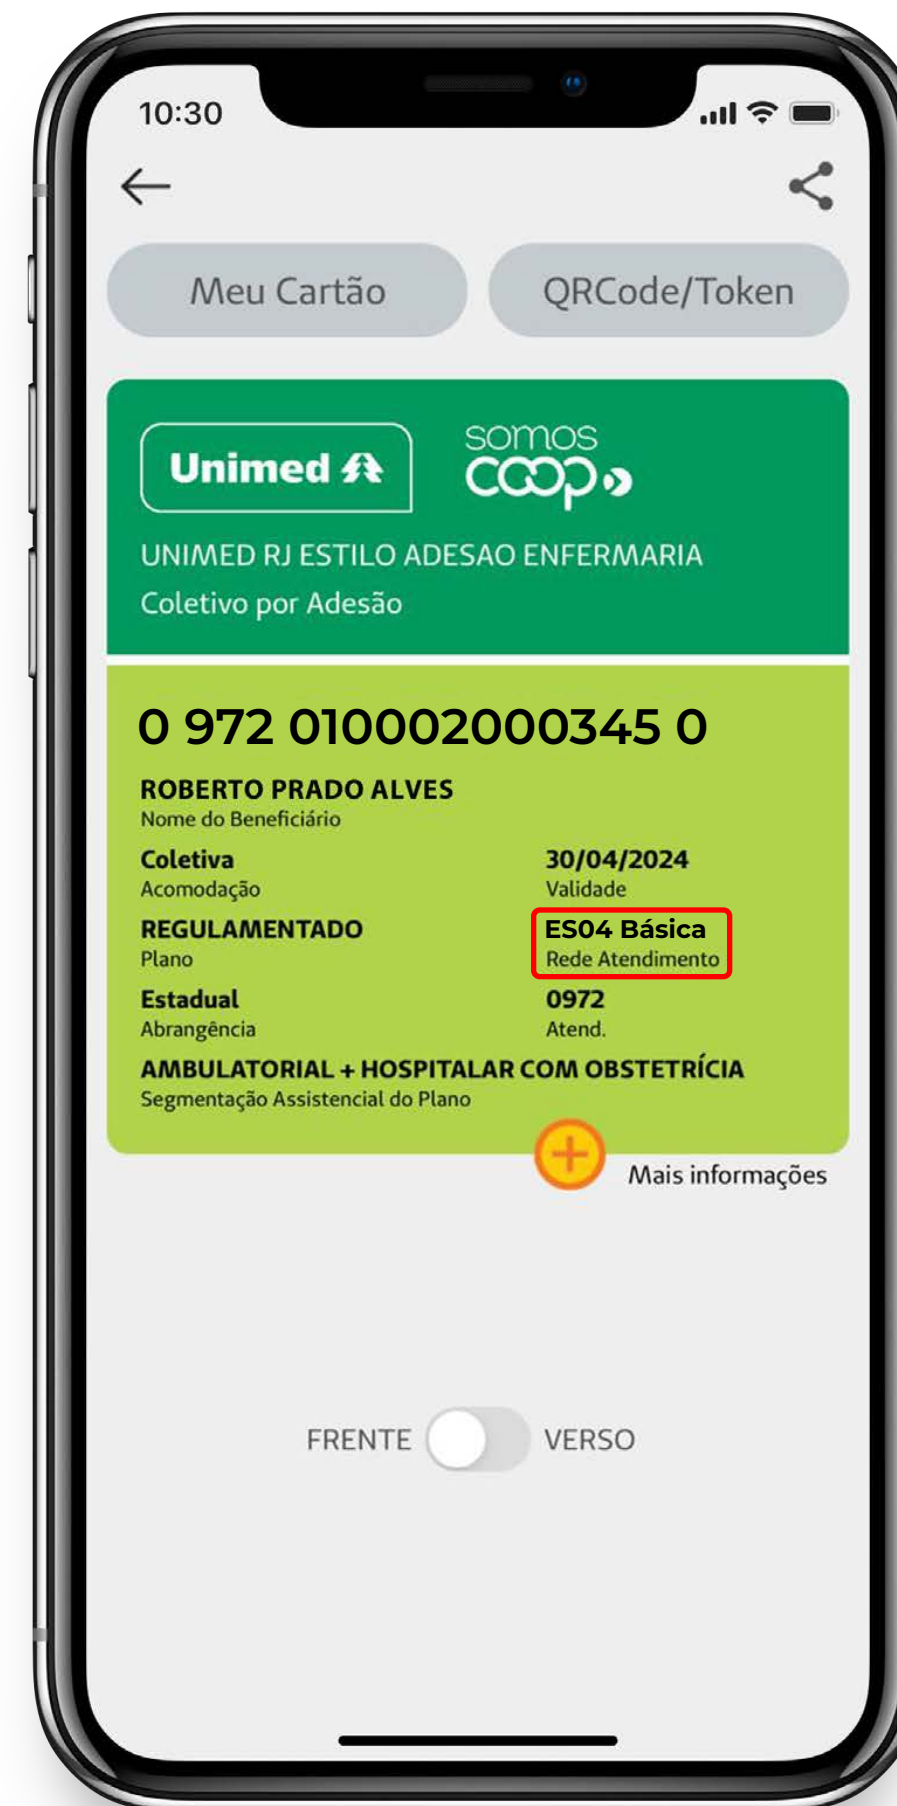 10:30
Meu Cartão QRCode/Token
Unimed somos coop
UNIMED RJ ESTILO ADESAO ENFERMARIA
Coletivo por Adesão
0 972 010002000345 0
ROBERTO PRADO ALVES
Nome do Beneficiário
Coletiva 30/04/2024
Acomodação Validade
REGULAMENTADO ES04 Básica
Plano Rede Atendimento
Estadual 0972
Abrangência Atend.
AMBULATORIAL + HOSPITALAR COM OBSTETRÍCIA
Segmentação Assistencial do Plano
Mais informações
FRENTE VERSO